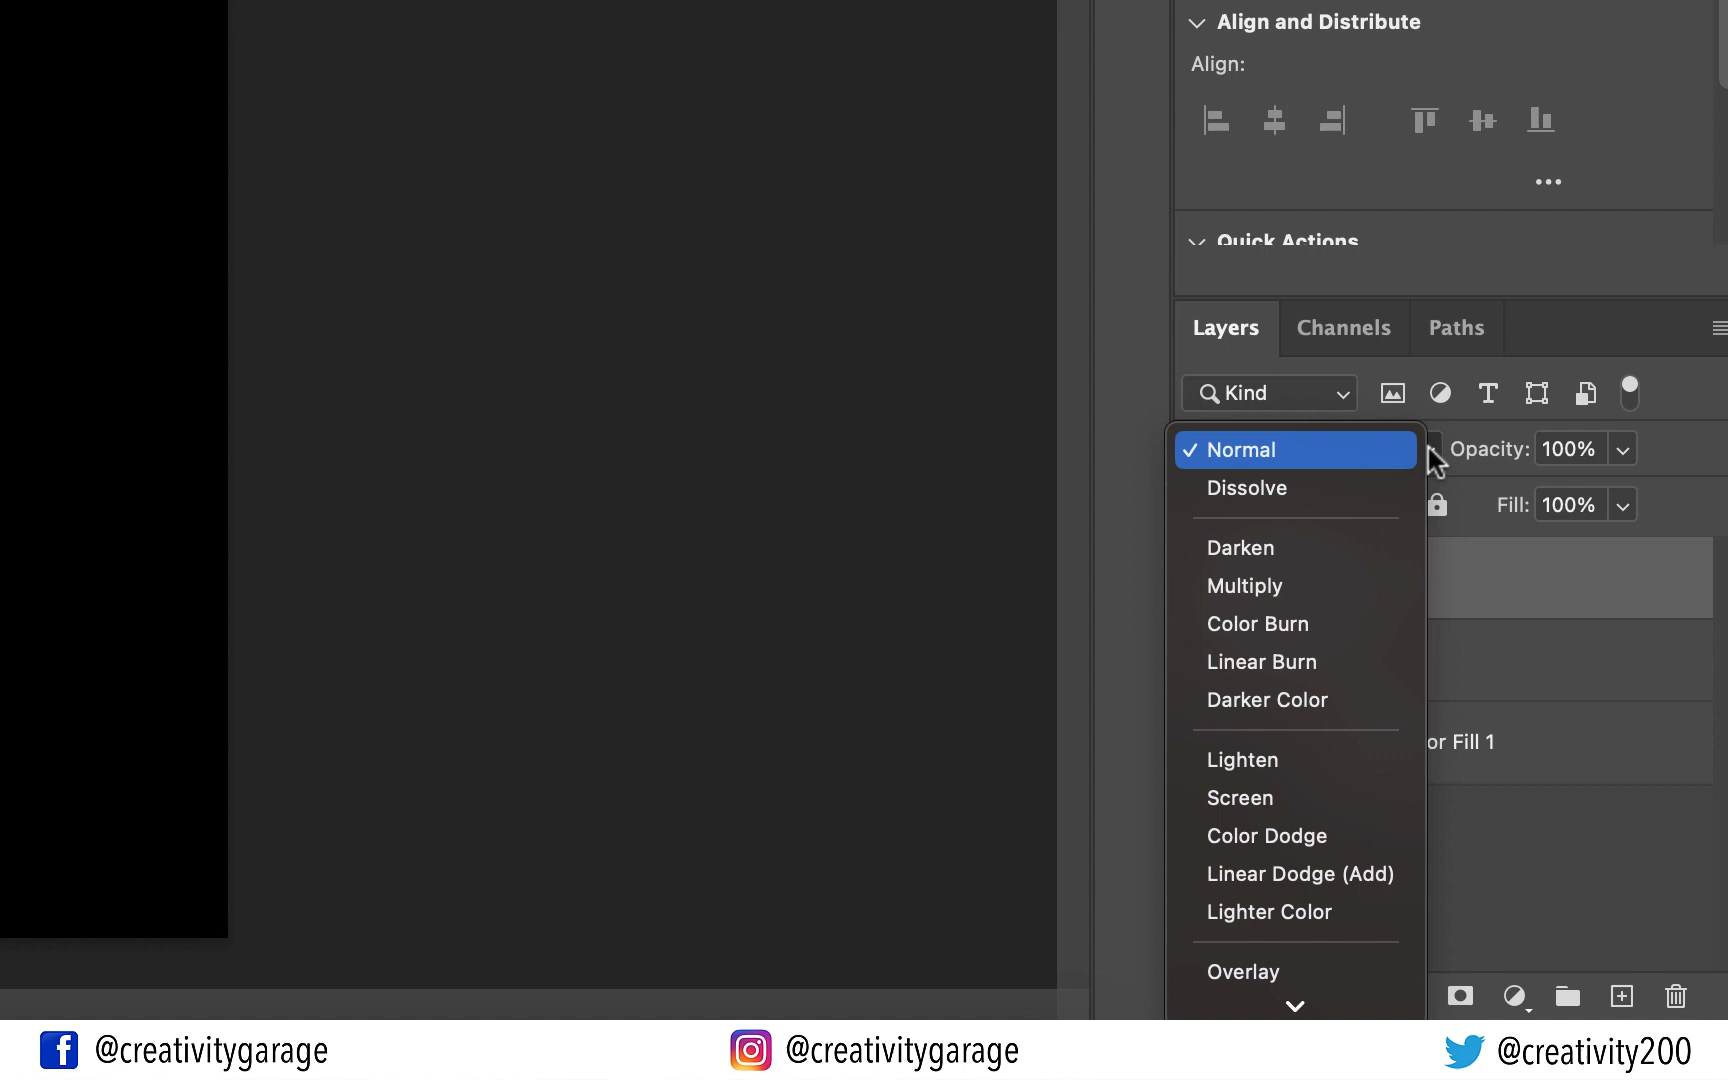 Align and Distribute
Align:
Quick Actions
Layers Channels Paths
Kind
Normal
Opacity: 100%
Dissolve
Fill: 100%
Darken
Multiply
Color Burn
Linear Burn
Darker Color
or Fill 1
Lighten
Screen
Color Dodge
Linear Dodge (Add)
Lighter Color
Overlay
@creativitygarage @creativitygarage @creativity200